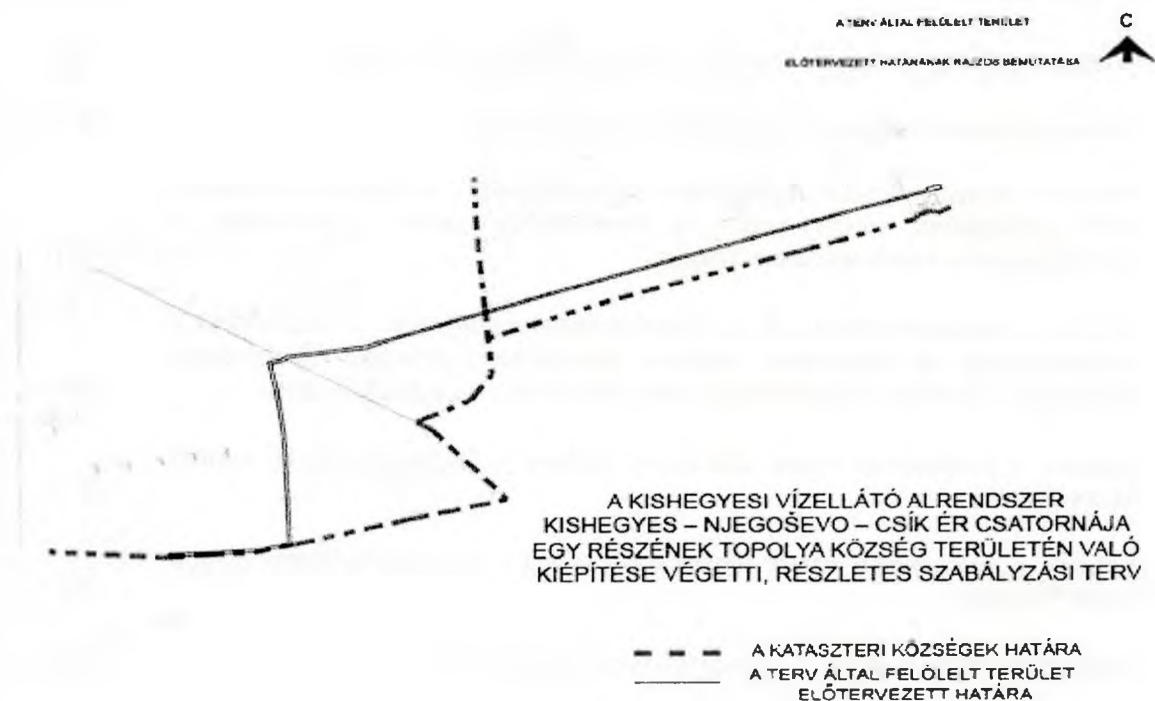 A TERV ÁLTAL FELÖLELT TERÜLET
C
ELŐTERVEZETT HATÁRÁNAK RAJZOS BEMUTATÁSA
A KISHEGYESI VÍZELLÁTÓ ALRENDSZER
KISHEGYES – NJEGOŠEVO – CSÍK ÉR CSATORNÁJA
EGY RÉSZÉNEK TOPOLYA KÖZSÉG TERÜLETÉN VALÓ
KIÉPÍTÉSE VÉGETTI, RÉSZLETES SZABÁLYZÁSI TERV
A KATASZTERI KÖZSÉGEK HATÁRA
A TERV ÁLTAL FELÖLELT TERÜLET
ELŐTERVEZETT HATÁRA